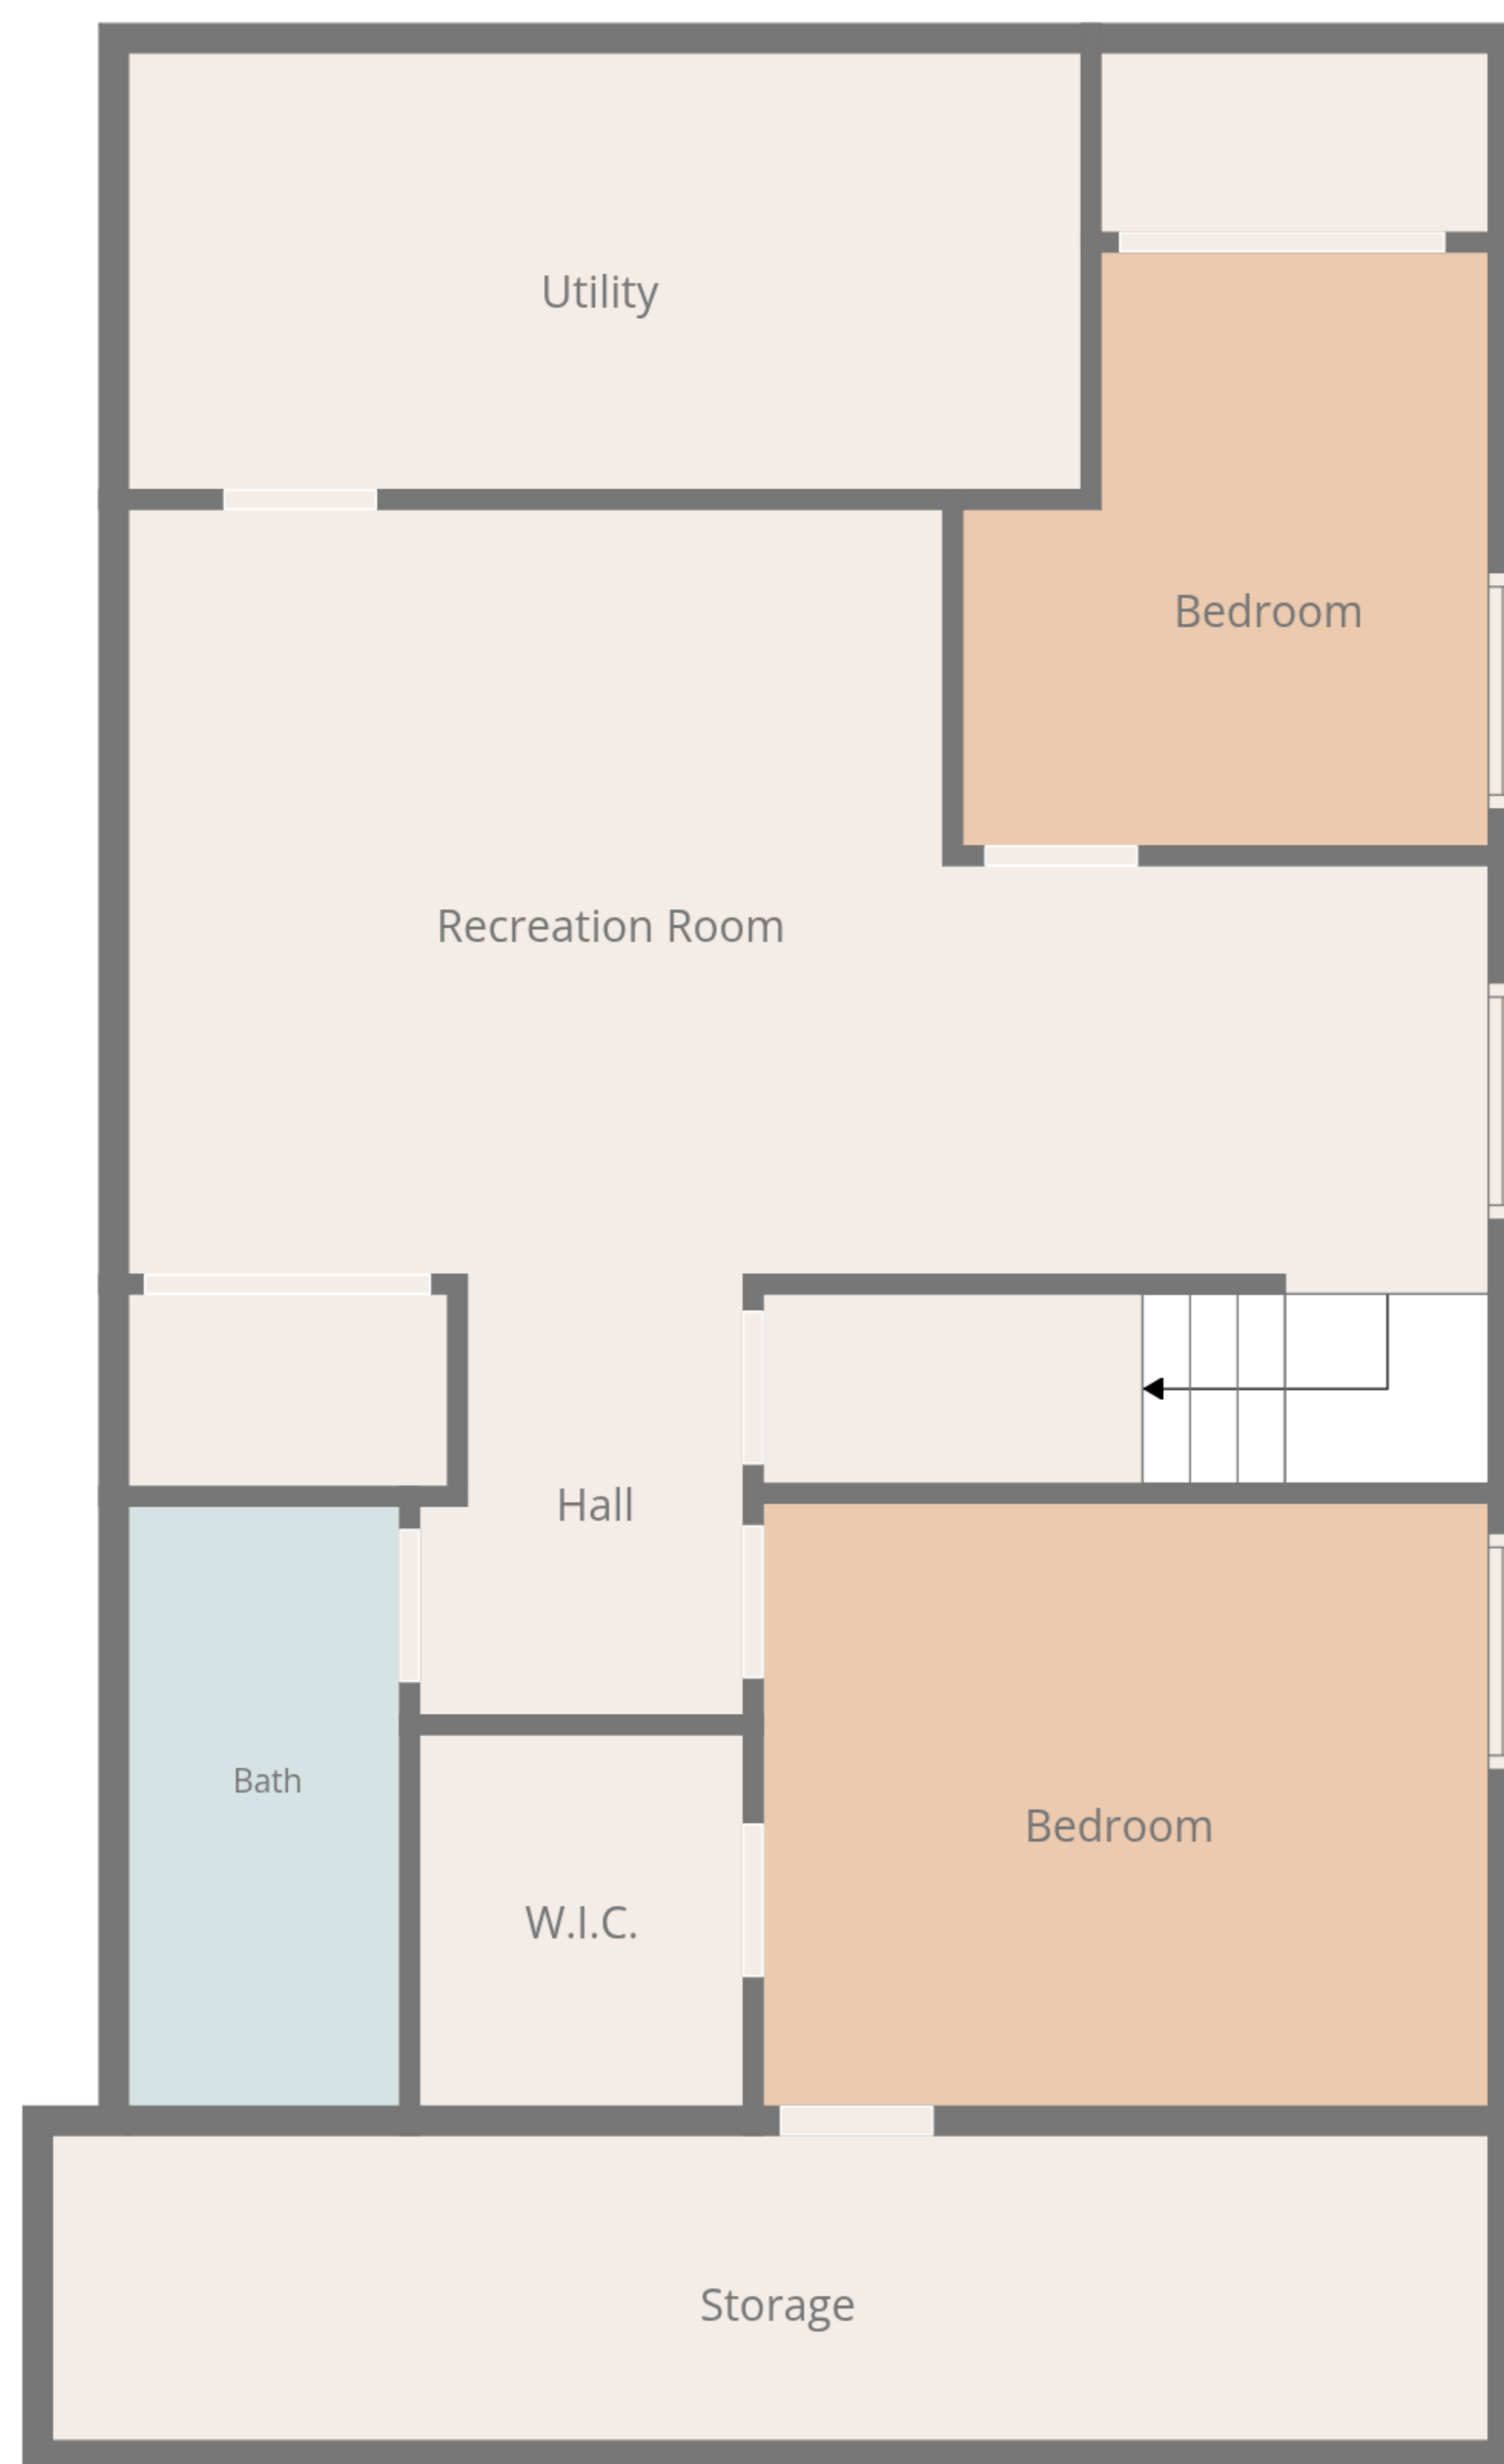 Utility
Bedroom
Recreation Room
Hall
Bath
Bedroom
W.I.C.
Storage